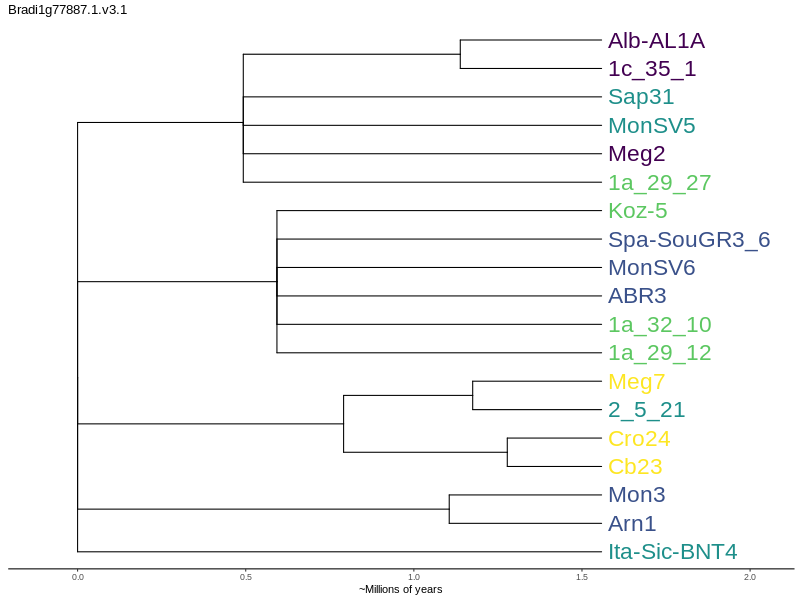 Bradi1g77887.1.v3.1
Alb-AL1A
1c_35_1
Sap31
MonSV5
Meg2
1a_29_27
Koz-5
Spa-SouGR3_6
MonSV6
ABR3
1a_32_10
1a_29_12
Meg7
2_5_21
Cro24
Cb23
Mon3
Arn1
Ita-Sic-BNT4
0.0 0.5 1.0 1.5 2.0
~Millions of years